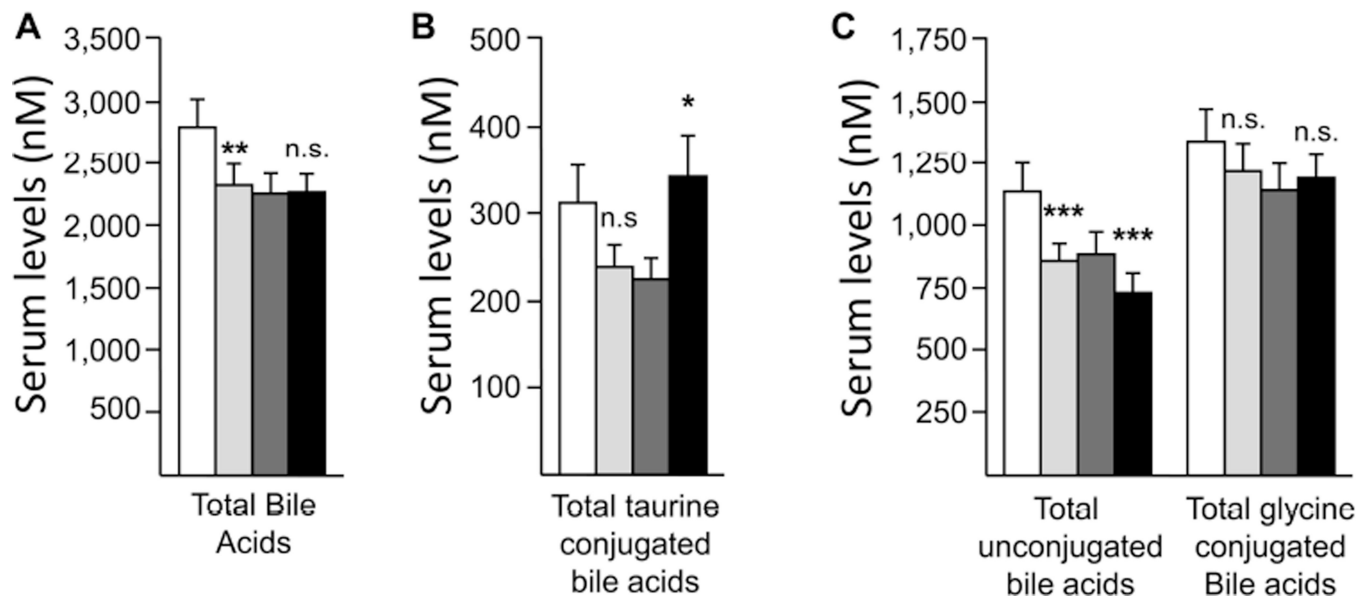 A
Serum levels (nM)
3,500
3,000
2,500
2,000
1,500
1,000
500
**
n.s.
Total Bile
Acids
B
Serum levels (nM)
500
400
300
200
100
n.s
*
Total taurine
conjugated
bile acids
C
Serum levels (nM)
1,750
1,500
1,250
1,000
750
500
250
***
***
n.s.
n.s.
Total
unconjugated
bile acids
Total glycine
conjugated
Bile acids